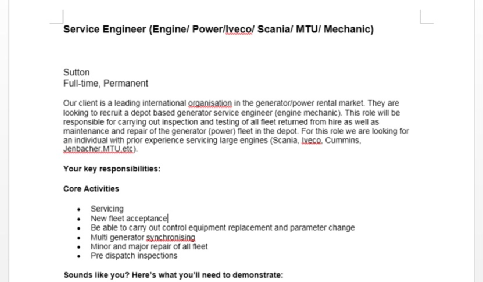 Service Engineer (Engine/ Power/Iveco/ Scania/ MTU/ Mechanic)
Sutton
Full-time, Permanent
Our client is a leading international organisation in the generator/power rental market. They are
looking to recruit a depot based generator service engineer (engine mechanic). This role will be
responsible for carrying out inspection and testing of all fleet returned from hire as well as
maintenance and repair of the generator (power) fleet in the depot. For this role we are looking for
an individual with prior experience servicing large engines (Scania, Iveco, Cummins,
Jenbacher,MTU,etc).
Your key responsibilities:
Core Activities
• Servicing
• New fleet acceptance
• Be able to carry out control equipment replacement and parameter change
• Multi generator synchronising
• Minor and major repair of all fleet
• Pre dispatch inspections
Sounds like you? Here's what you'll need to demonstrate: